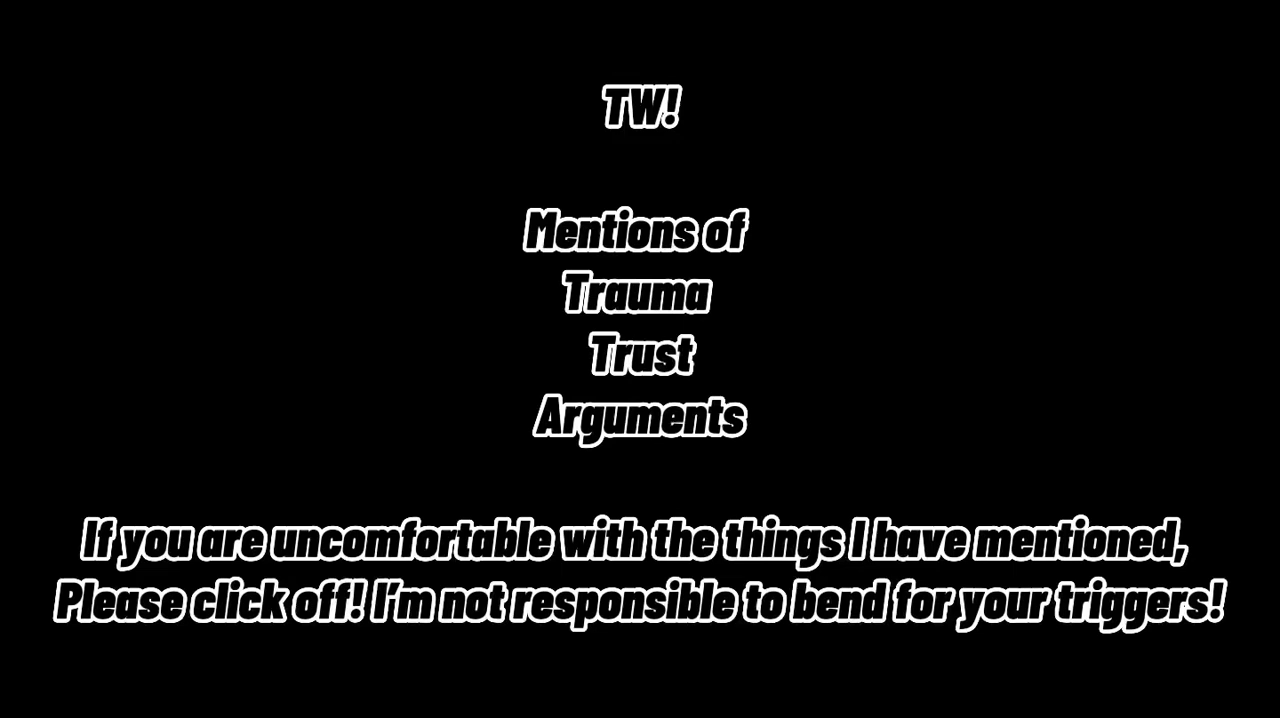 TW!
Mentions of
Trauma
Trust
Arguments
If you are uncomfortable with the things I have mentioned,
Please click off! I'm not responsible to bend for your triggers!